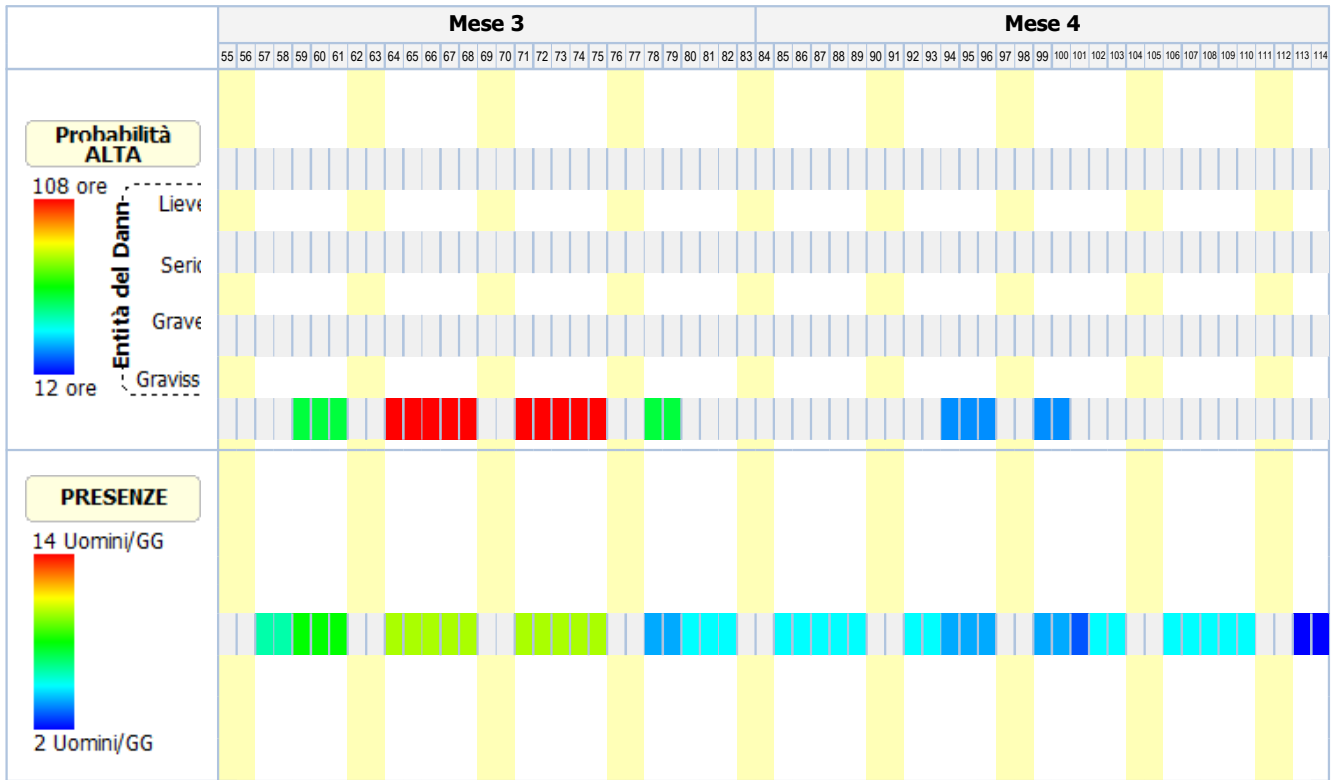 Mese 3 Mese 4
55 56 57 58 59 60 61 62 63 64 65 66 67 68 69 70 71 72 73 74 75 76 77 78 79 80 81 82 83 84 85 86 87 88 89 90 91 92 93 94 95 96 97 98 99 100 101 102 103 104 105 106 107 108 109 110 111 112 113 114
Probabilità
ALTA
108 ore
Entità del Dann
Lieve
Serio
Grave
Graviss
12 ore
PRESENZE
14 Uomini/GG
2 Uomini/GG